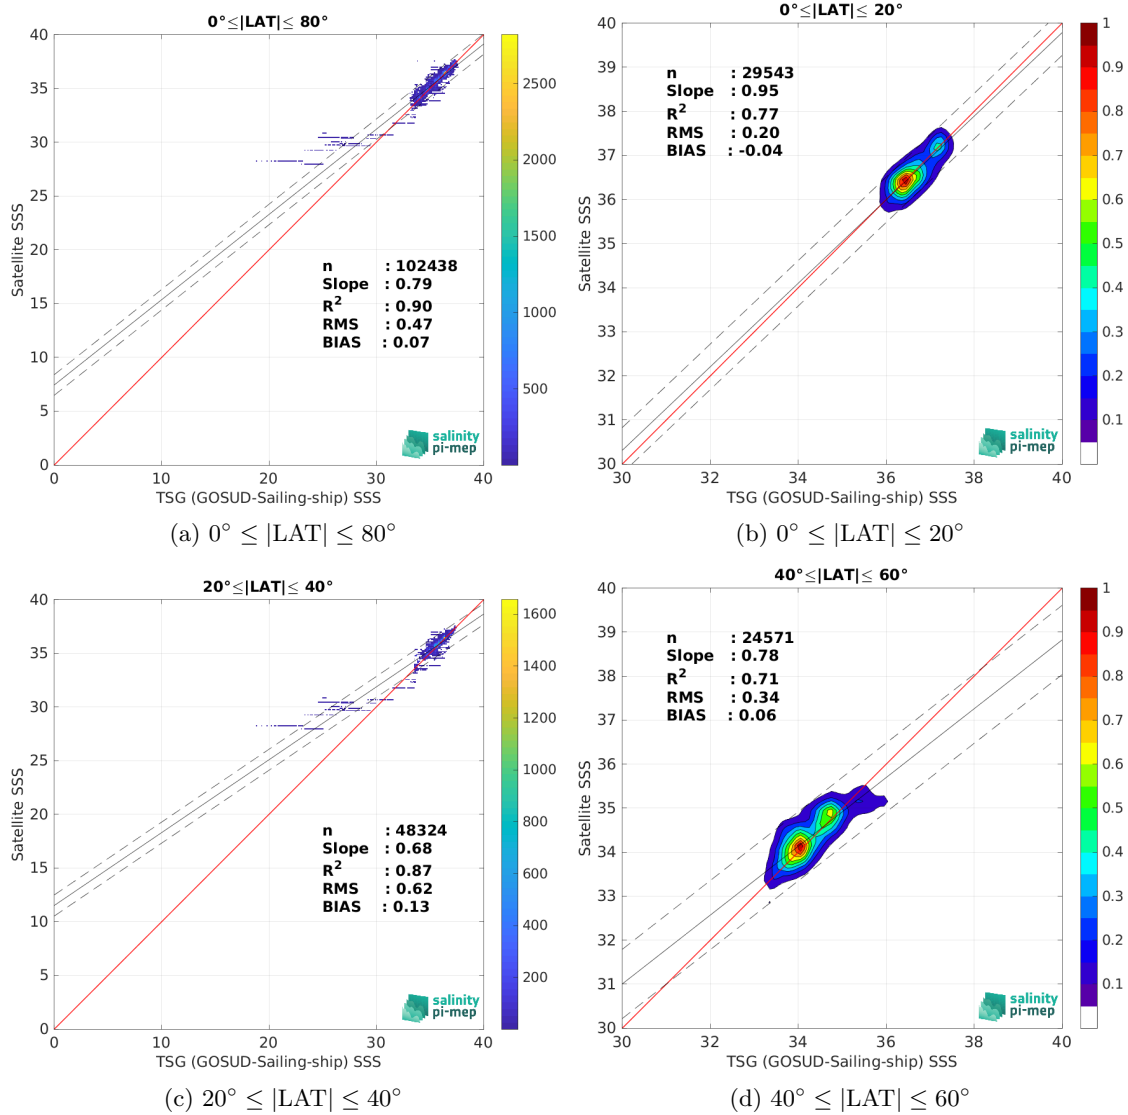 0°≤|LAT|≤ 80°
40
35
30
25
20
15
10
5
0
0
10
20
30
40
Satellite SSS
TSG (GOSUD-Sailing-ship) SSS
n : 102438
Slope : 0.79
R2 : 0.90
RMS : 0.47
BIAS : 0.07
salinity
pi-mep
2500
2000
1500
1000
500
(a) 0° ≤ |LAT| ≤ 80°
0°≤|LAT|≤ 20°
40
39
38
37
36
35
34
33
32
31
30
30
32
34
36
38
40
Satellite SSS
TSG (GOSUD-Sailing-ship) SSS
n : 29543
Slope : 0.95
R2 : 0.77
RMS : 0.20
BIAS : -0.04
salinity
pi-mep
1
0.9
0.8
0.7
0.6
0.5
0.4
0.3
0.2
0.1
(b) 0° ≤ |LAT| ≤ 20°
20°≤|LAT|≤ 40°
40
35
30
25
20
15
10
5
0
0
10
20
30
40
Satellite SSS
TSG (GOSUD-Sailing-ship) SSS
n : 48324
Slope : 0.68
R2 : 0.87
RMS : 0.62
BIAS : 0.13
salinity
pi-mep
1600
1400
1200
1000
800
600
400
200
(c) 20° ≤ |LAT| ≤ 40°
40°≤|LAT|≤ 60°
40
39
38
37
36
35
34
33
32
31
30
30
32
34
36
38
40
Satellite SSS
TSG (GOSUD-Sailing-ship) SSS
n : 24571
Slope : 0.78
R2 : 0.71
RMS : 0.34
BIAS : 0.06
salinity
pi-mep
1
0.9
0.8
0.7
0.6
0.5
0.4
0.3
0.2
0.1
(d) 40° ≤ |LAT| ≤ 60°